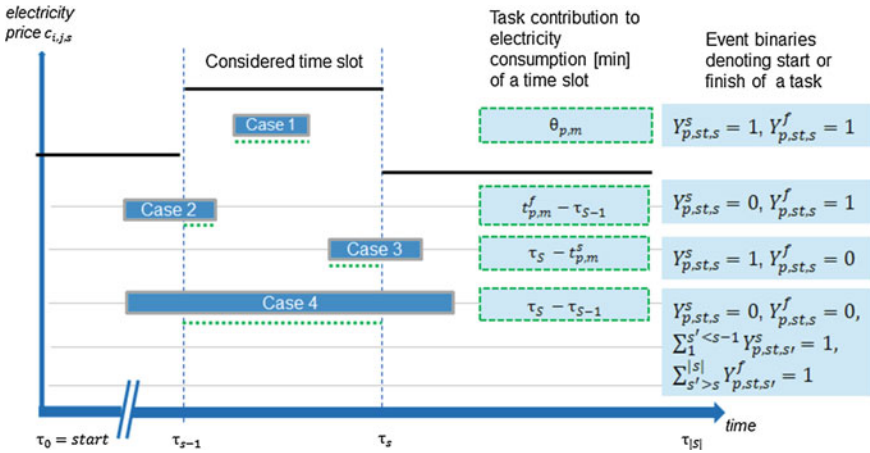 electricity
price c_{i,j,s}
Considered time slot
Task contribution to
electricity
consumption [min]
of a time slot
Event binaries
denoting start or
finish of a task
Case 1
θ_{p,m}
Y^s_{p,st,s} = 1, Y^f_{p,st,s} = 1
Case 2
t^f_{p,m} − τ_{S−1}
Y^s_{p,st,s} = 0, Y^f_{p,st,s} = 1
Case 3
τ_S − t^s_{p,m}
Y^s_{p,st,s} = 1, Y^f_{p,st,s} = 0
Case 4
τ_S − τ_{S−1}
Y^s_{p,st,s} = 0, Y^f_{p,st,s} = 0,
∑_1^{s'<s−1} Y^s_{p,st,s'} = 1,
∑_{s'>s}^{|s|} Y^f_{p,st,s'} = 1
time
τ_0 = start
τ_{s−1}
τ_s
τ_{|s|}